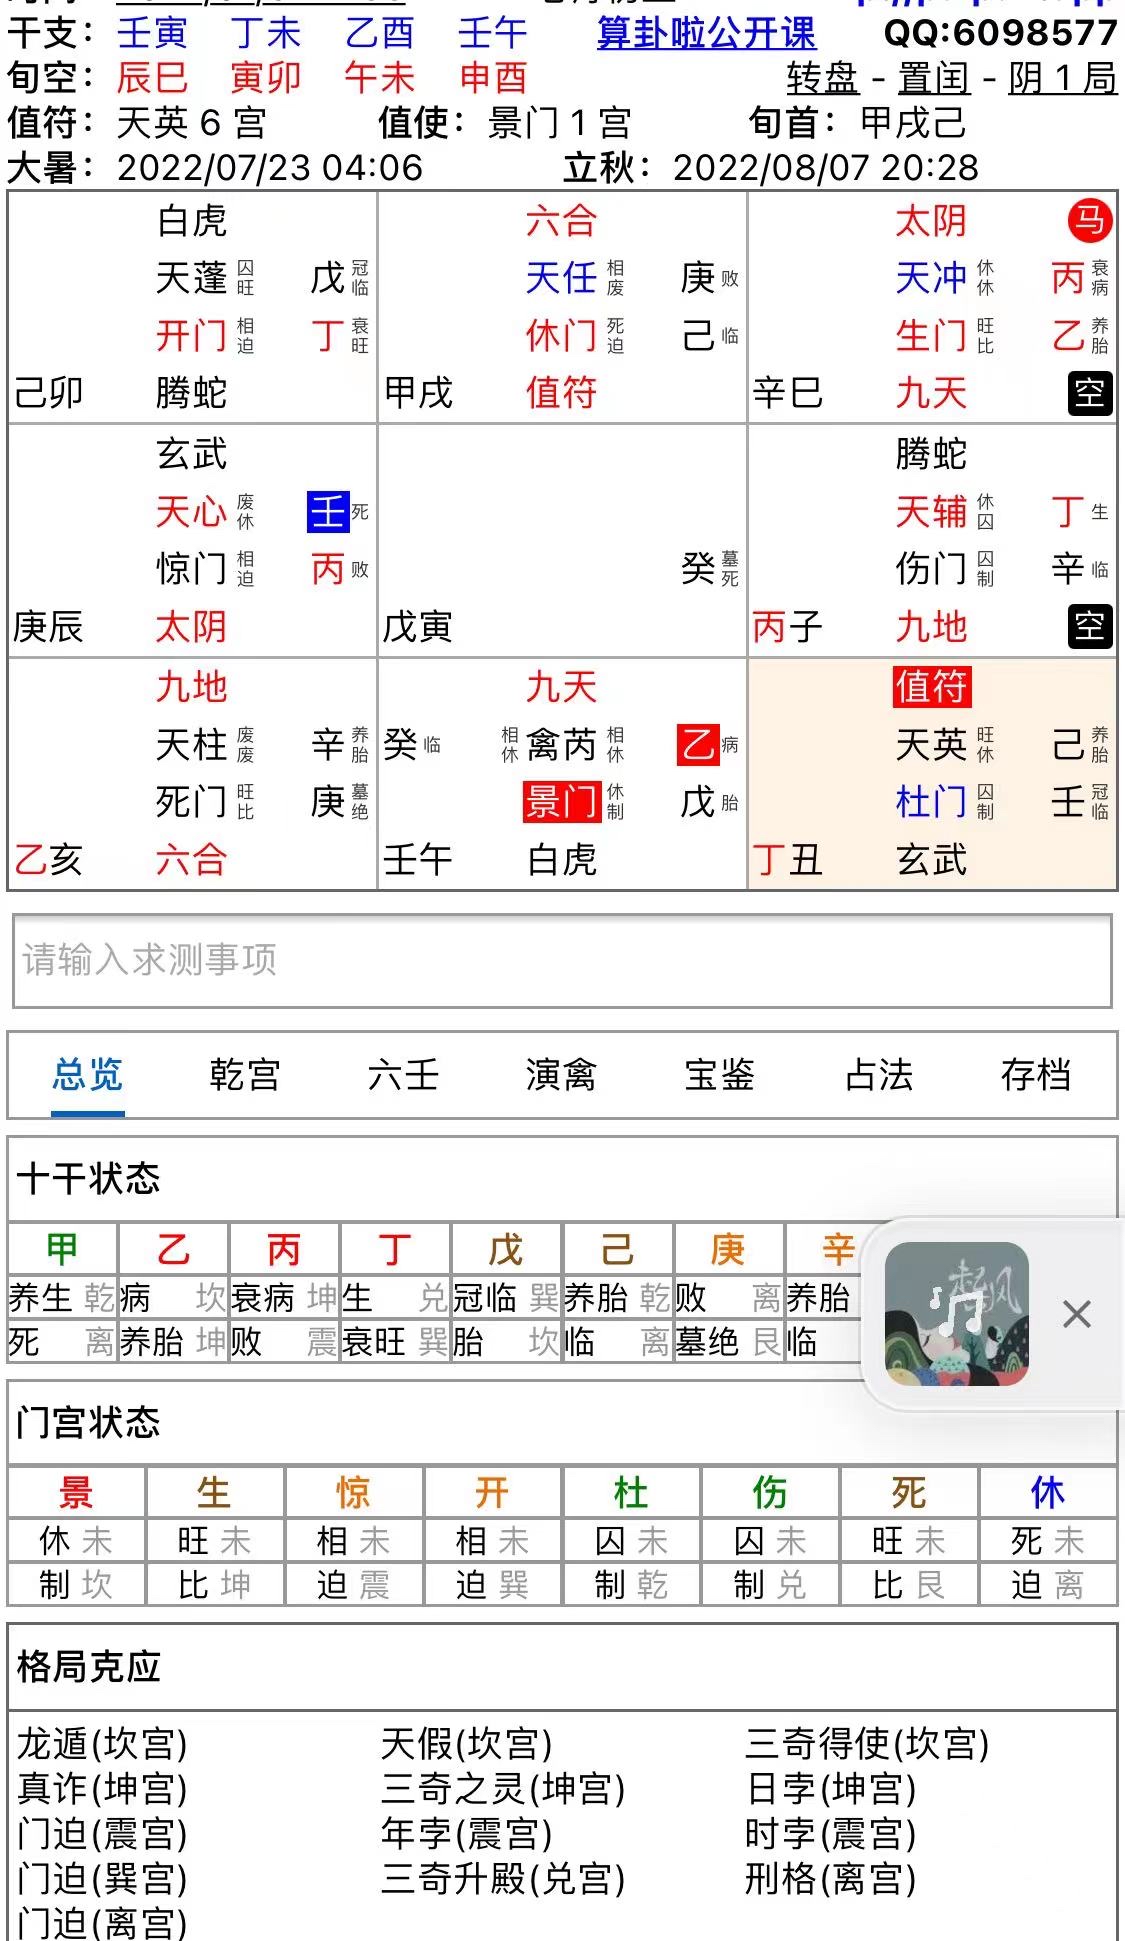 干支： 壬寅 丁未 乙酉 壬午 算卦啦公开课 QQ:6098577
旬空： 辰巳 寅卯 午未 申酉 转盘 - 置闰 - 阴 1 局
值符： 天英 6 宫 值使： 景门 1 宫 旬首： 甲戌己
大暑： 2022/07/23 04:06 立秋： 2022/08/07 20:28
白虎 六合 太阴 马
天蓬 囚旺 戊 冠临 天任 相废 庚 败 天冲 休休 丙 衰病
开门 相迫 丁 衰旺 休门 死迫 己 临 生门 旺比 乙 养胎
己卯 腾蛇 甲戌 值符 辛巳 九天 空
玄武 腾蛇
天心 废休 壬 死 天辅 休囚 丁 生
惊门 相迫 丙 败 癸 墓死 伤门 囚制 辛 临
庚辰 太阴 戊寅 丙子 九地 空
九地 九天 值符
天柱 废废 辛 养胎 癸 临 相休 禽芮 相休 乙 病 天英 旺休 己 养胎
死门 旺比 庚 墓绝 景门 休制 戊 胎 杜门 囚制 壬 冠临
乙亥 六合 壬午 白虎 丁丑 玄武
请输入求测事项
总览 乾宫 六壬 演禽 宝鉴 占法 存档
十干状态
甲 乙 丙 丁 戊 己 庚 辛
养生 乾 病 坎 衰病 坤 生 兑 冠临 巽 养胎 乾 败 离 养胎
死 离 养胎 坤 败 震 衰旺 巽 胎 坎 临 离 墓绝 艮 临
门宫状态
景 生 惊 开 杜 伤 死 休
休 未 旺 未 相 未 相 未 囚 未 囚 未 旺 未 死 未
制 坎 比 坤 迫 震 迫 巽 制 乾 制 兑 比 艮 迫 离
格局克应
龙遁(坎宫) 天假(坎宫) 三奇得使(坎宫)
真诈(坤宫) 三奇之灵(坤宫) 日孛(坤宫)
门迫(震宫) 年孛(震宫) 时孛(震宫)
门迫(巽宫) 三奇升殿(兑宫) 刑格(离宫)
门迫(离宫)